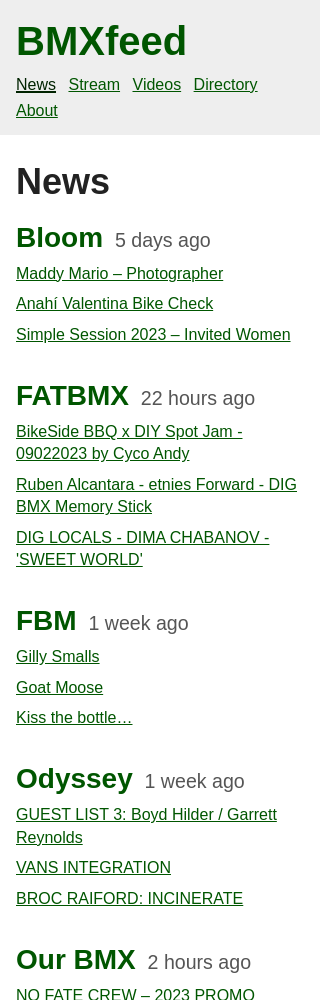 BMXfeed
News Stream Videos Directory
About
News
Bloom 5 days ago
Maddy Mario – Photographer
Anahí Valentina Bike Check
Simple Session 2023 – Invited Women
FATBMX 22 hours ago
BikeSide BBQ x DIY Spot Jam -
09022023 by Cyco Andy
Ruben Alcantara - etnies Forward - DIG
BMX Memory Stick
DIG LOCALS - DIMA CHABANOV -
'SWEET WORLD'
FBM 1 week ago
Gilly Smalls
Goat Moose
Kiss the bottle…
Odyssey 1 week ago
GUEST LIST 3: Boyd Hilder / Garrett
Reynolds
VANS INTEGRATION
BROC RAIFORD: INCINERATE
Our BMX 2 hours ago
NO FATE CREW – 2023 PROMO